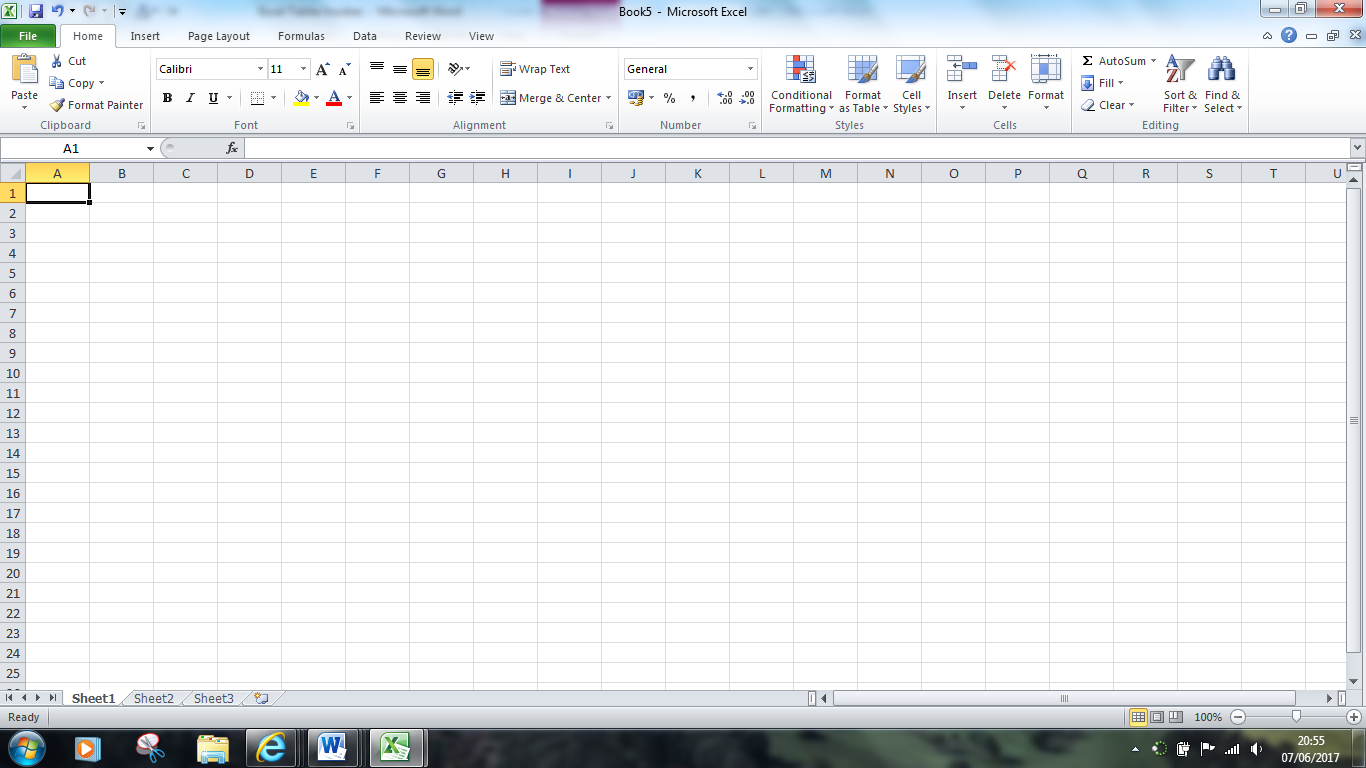 Book5 - Microsoft Excel
File Home Insert Page Layout Formulas Data Review View
Paste
Cut
Copy
Format Painter
Clipboard
Calibri 11
B I U
Font
Wrap Text
Merge & Center
Alignment
General
%
Number
Conditional Formatting
Format as Table
Cell Styles
Styles
Insert Delete Format
Cells
Σ AutoSum
Fill
Clear
Sort & Filter
Find & Select
Editing
A1 fx
A B C D E F G H I J K L M N O P Q R S T U
1
2
3
4
5
6
7
8
9
10
11
12
13
14
15
16
17
18
19
20
21
22
23
24
25
Sheet1 Sheet2 Sheet3
Ready 100%
20:55
07/06/2017